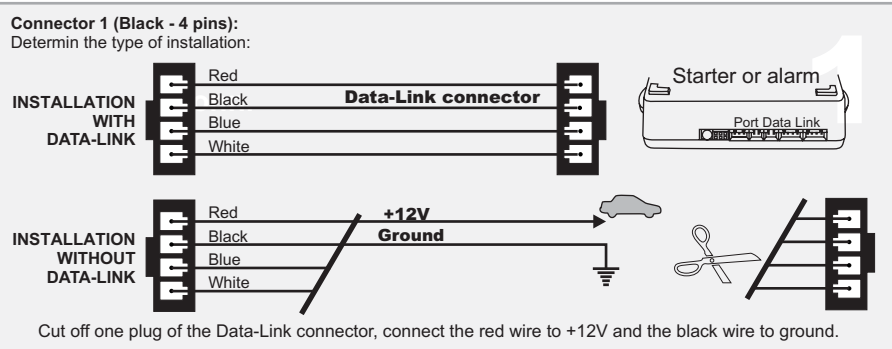 Connector 1 (Black - 4 pins):
Determin the type of installation:
1
INSTALLATION
WITH
DATA-LINK
Red
Black
Blue
White
Data-Link connector
Starter or alarm
Port Data Link
INSTALLATION
WITHOUT
DATA-LINK
Red
Black
Blue
White
+12V
Ground
Cut off one plug of the Data-Link connector, connect the red wire to +12V and the black wire to ground.